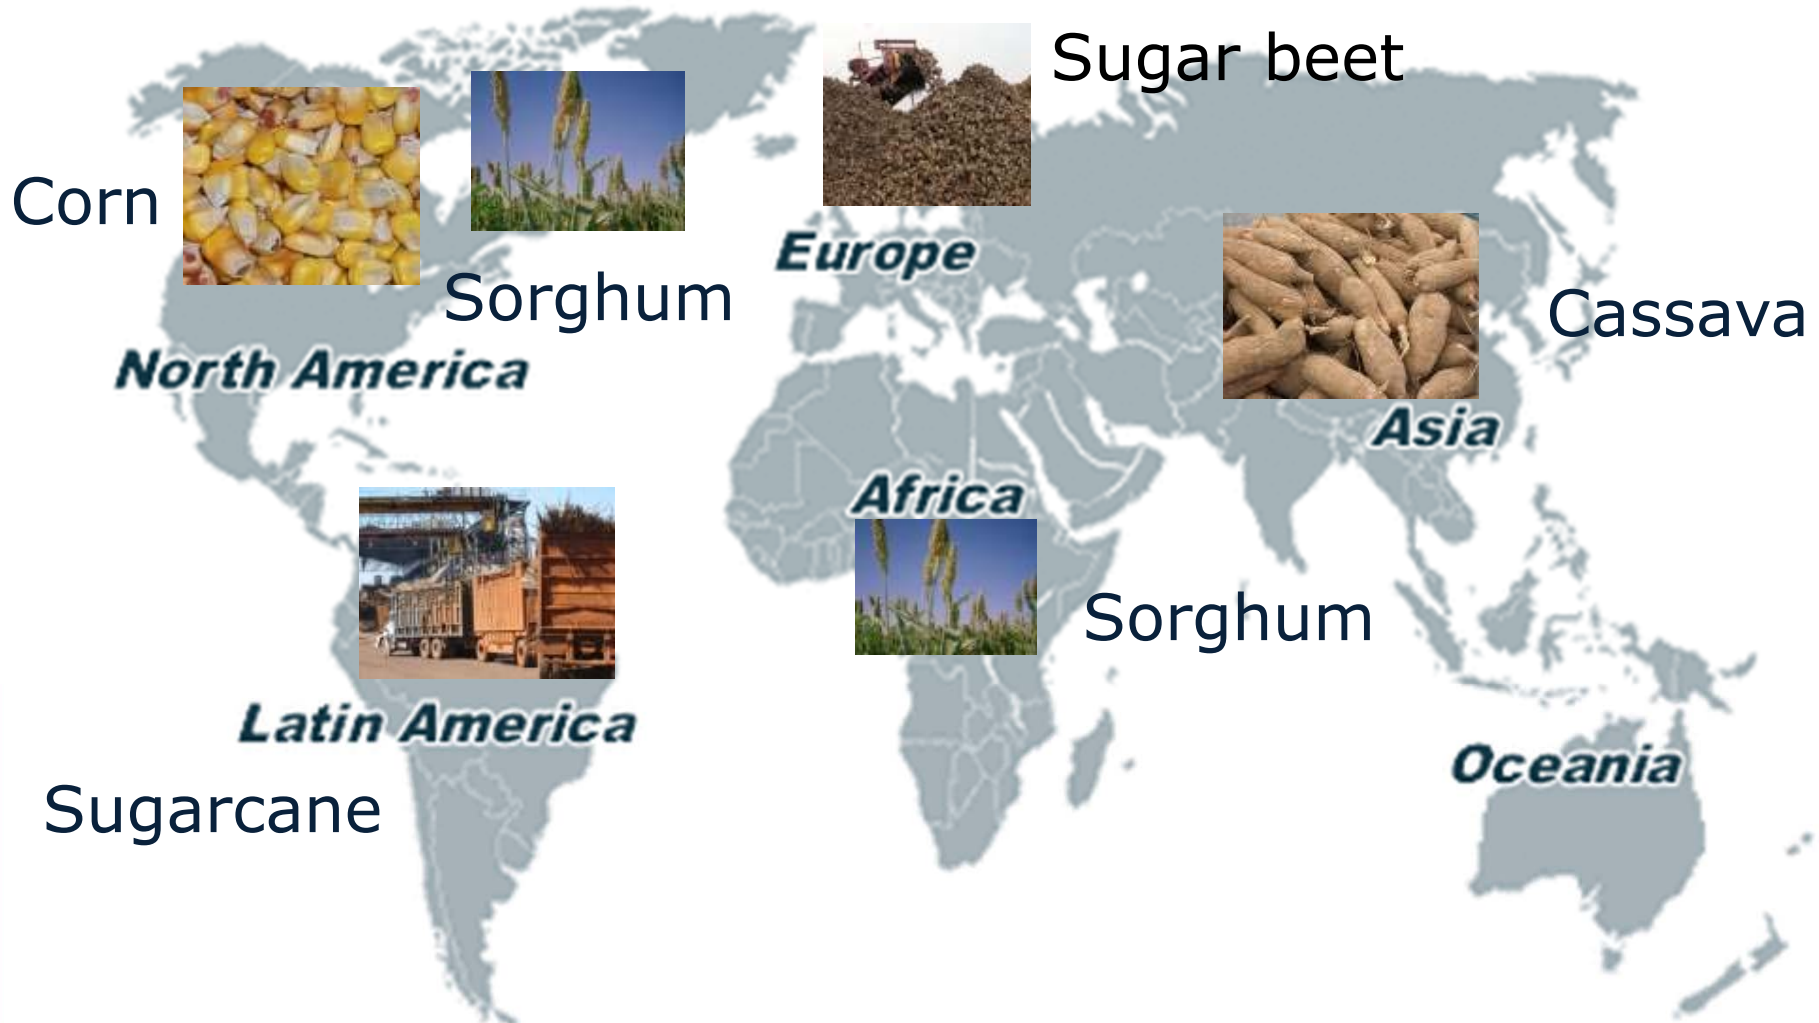 Sugar beet
Corn
Europe
Sorghum
Cassava
North America
Asia
Africa
Sorghum
Latin America
Oceania
Sugarcane